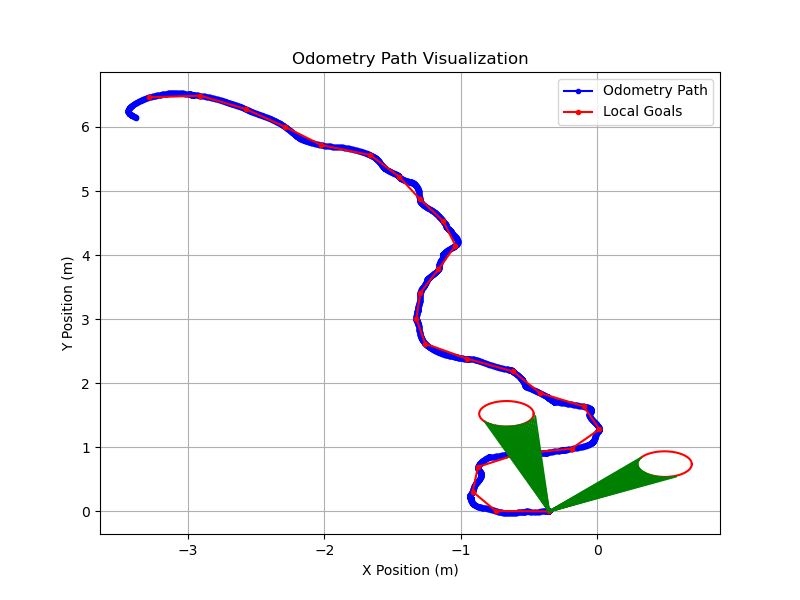 Odometry Path Visualization
Odometry Path
Local Goals
Y Position (m)
6
5
4
3
2
1
0
−3
−2
−1
0
X Position (m)